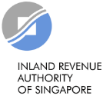 INLAND REVENUE
AUTHORITY
OF SINGAPORE